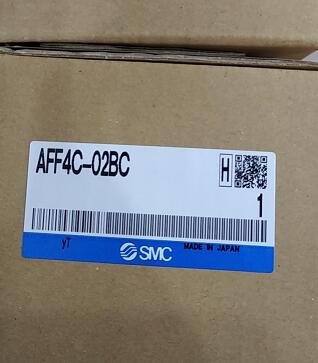 AFF4C-02BC
H
1
yT
SMC
MADE IN JAPAN